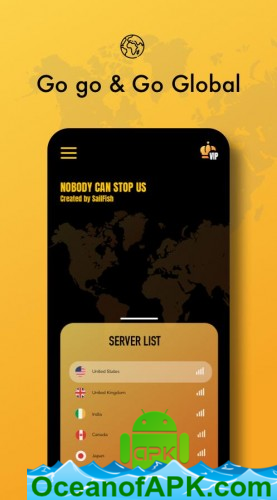 Go go & Go Global
VIP
NOBODY CAN STOP US
Created by SailFish
SERVER LIST
United States
United Kingdom
India
Canada
Japan
APK
OceanofAPK.com